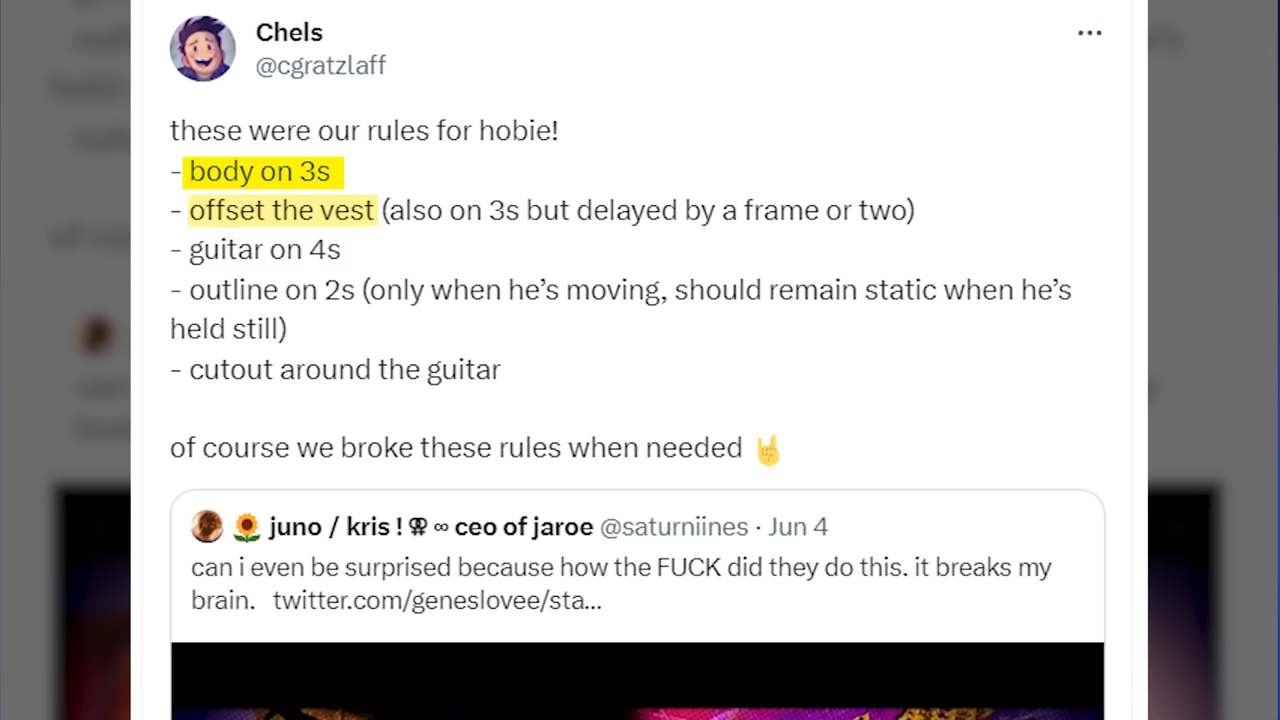 Chels
@cgratzlaff
these were our rules for hobie!
- body on 3s
- offset the vest (also on 3s but delayed by a frame or two)
- guitar on 4s
- outline on 2s (only when he’s moving, should remain static when he’s
held still)
- cutout around the guitar
of course we broke these rules when needed 🤘
🌻 juno / kris ! ⚢ ∞ ceo of jaroe @saturniines · Jun 4
can i even be surprised because how the FUCK did they do this. it breaks my
brain. twitter.com/geneslovee/sta...